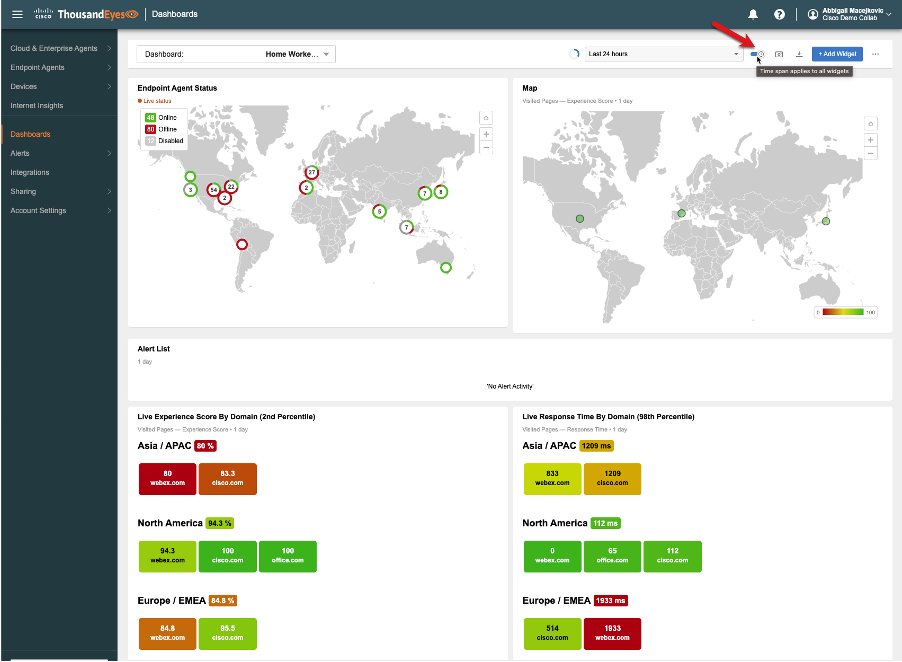 cisco ThousandEyes Dashboards
Abbigail Macejkovic
Cisco Demo Collab
Cloud & Enterprise Agents
Endpoint Agents
Devices
Internet Insights
Dashboards
Alerts
Integrations
Sharing
Account Settings
Dashboard: Home Worke...
Last 24 hours
+ Add Widget
Time span applies to all widgets
Endpoint Agent Status
Live status
48 Online
80 Offline
12 Disabled
3
54
22
2
27
2
5
7
7
8
Map
Visited Pages — Experience Score • 1 day
0 100
Alert List
1 day
'No Alert Activity'
Live Experience Score By Domain (2nd Percentile)
Visited Pages — Experience Score • 1 day
Asia / APAC 80 %
80
webex.com
83.3
cisco.com
North America 94.3 %
94.3
webex.com
100
cisco.com
100
office.com
Europe / EMEA 84.8 %
84.8
webex.com
95.5
cisco.com
Live Response Time By Domain (98th Percentile)
Visited Pages — Response Time • 1 day
Asia / APAC 1209 ms
833
webex.com
1209
cisco.com
North America 112 ms
0
webex.com
65
office.com
112
cisco.com
Europe / EMEA 1933 ms
514
cisco.com
1933
webex.com